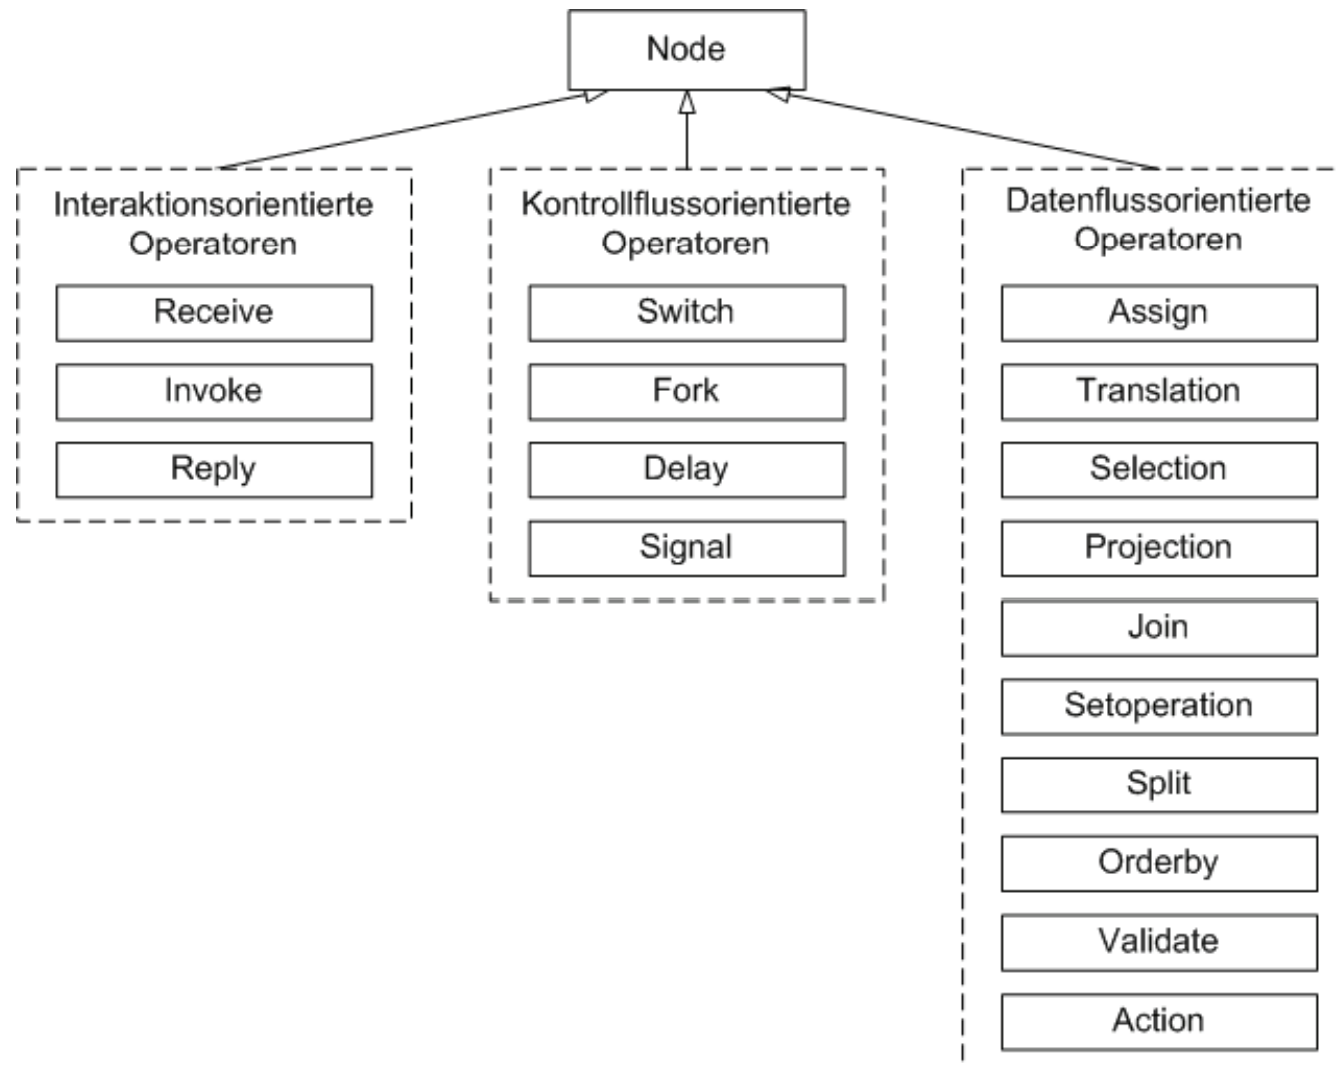 Node
Interaktionsorientierte
Operatoren
Receive
Invoke
Reply
Kontrollflussorientierte
Operatoren
Switch
Fork
Delay
Signal
Datenflussorientierte
Operatoren
Assign
Translation
Selection
Projection
Join
Setoperation
Split
Orderby
Validate
Action